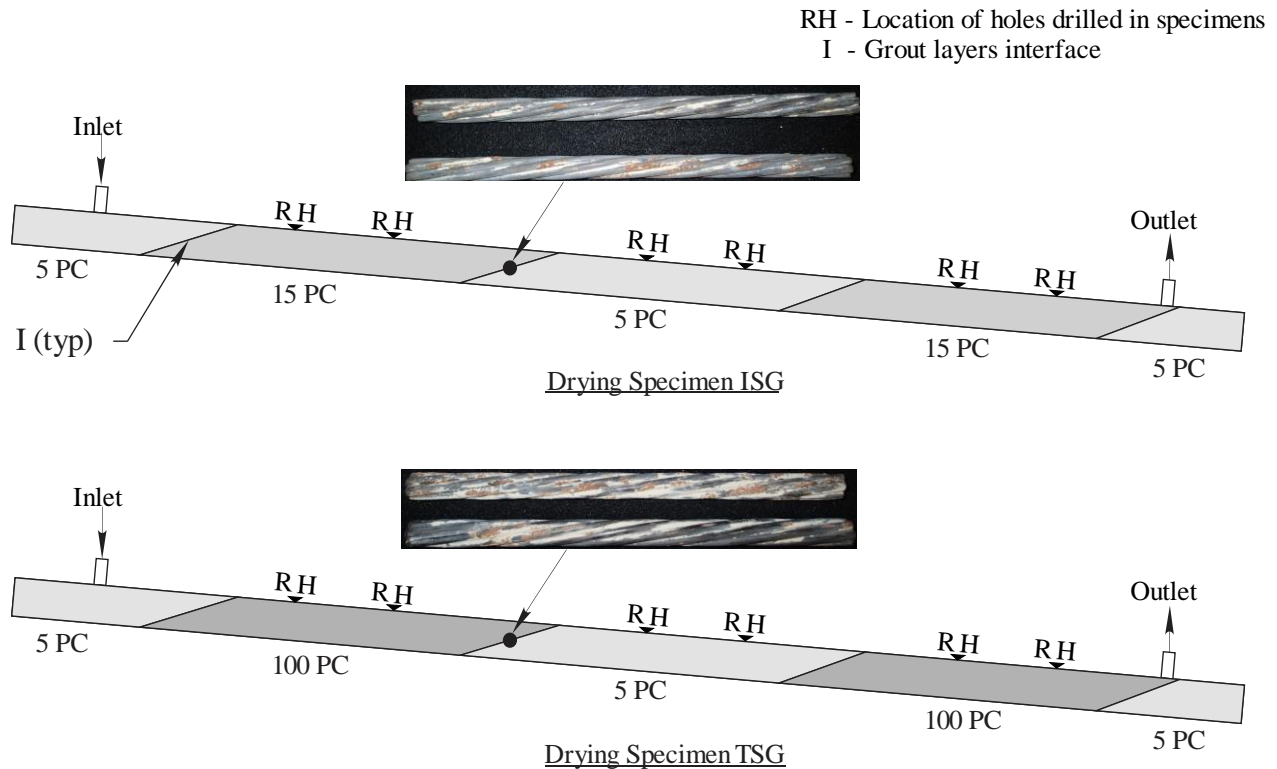 RH - Location of holes drilled in specimens
I - Grout layers interface
Inlet
RH
RH
RH
RH
Outlet
RH
RH
5 PC
15 PC
5 PC
I (typ)
15 PC
5 PC
Drying Specimen ISG
Inlet
RH
RH
RH
RH
Outlet
RH
RH
5 PC
100 PC
5 PC
100 PC
5 PC
Drying Specimen TSG